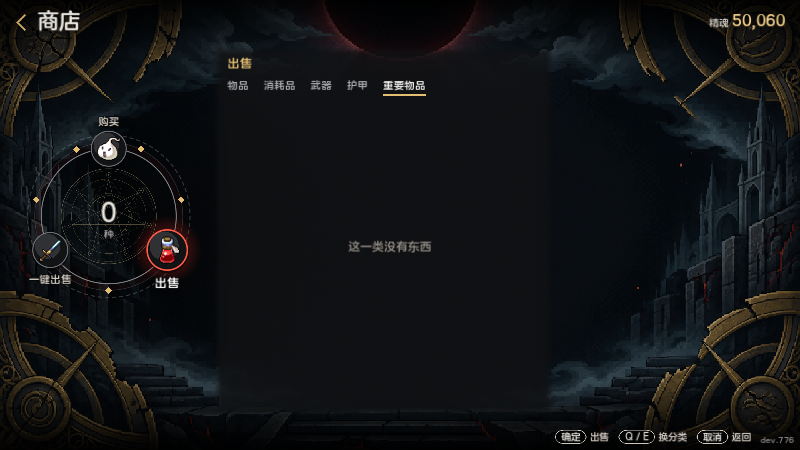 商店
精魂 50,060
出售
物品 消耗品 武器 护甲 重要物品
购买
0
种
一键出售
出售
这一类没有东西
确定 出售 Q / E 换分类 取消 返回
dev.776